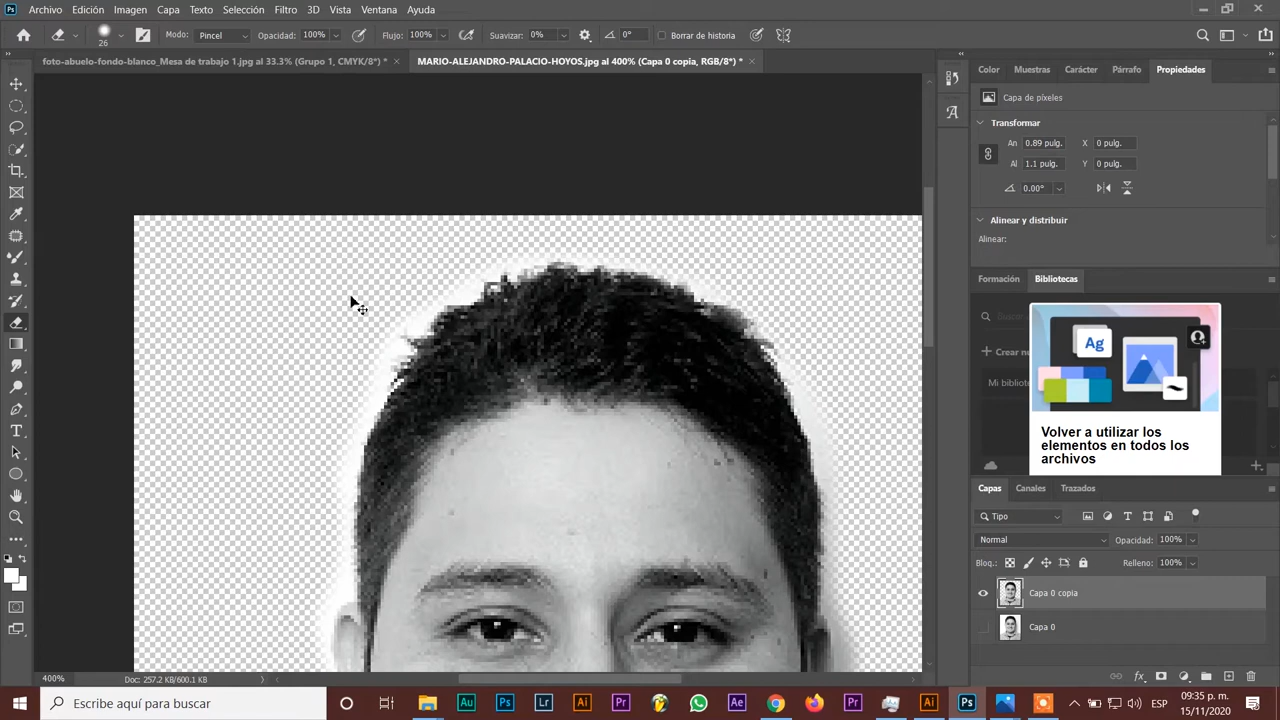 Archivo Edición Imagen Capa Texto Selección Filtro 3D Vista Ventana Ayuda
26 Modo: Pincel Opacidad: 100% Flujo: 100% Suavizar: 0% 0° Borrar de historia
foto-abuelo-fondo-blanco_Mesa de trabajo 1.jpg al 33.3% (Grupo 1, CMYK/8*) *
MARIO-ALEJANDRO-PALACIO-HOYOS.jpg al 400% (Capa 0 copia, RGB/8*) *
Color Muestras Carácter Párrafo Propiedades
Capa de píxeles
Transformar
An 0.89 pulg. X 0 pulg.
Al 1.1 pulg. Y 0 pulg.
0.00°
Alinear y distribuir
Alinear:
Formación Bibliotecas
Crear nu
Mi bibliote
Ag
Volver a utilizar los
elementos en todos los
archivos
Capas Canales Trazados
Tipo
Normal Opacidad: 100%
Bloq.: Relleno: 100%
Capa 0 copia
Capa 0
400% Doc: 257.2 KB/600.1 KB
Escribe aquí para buscar
ESP
09:35 p. m.
15/11/2020